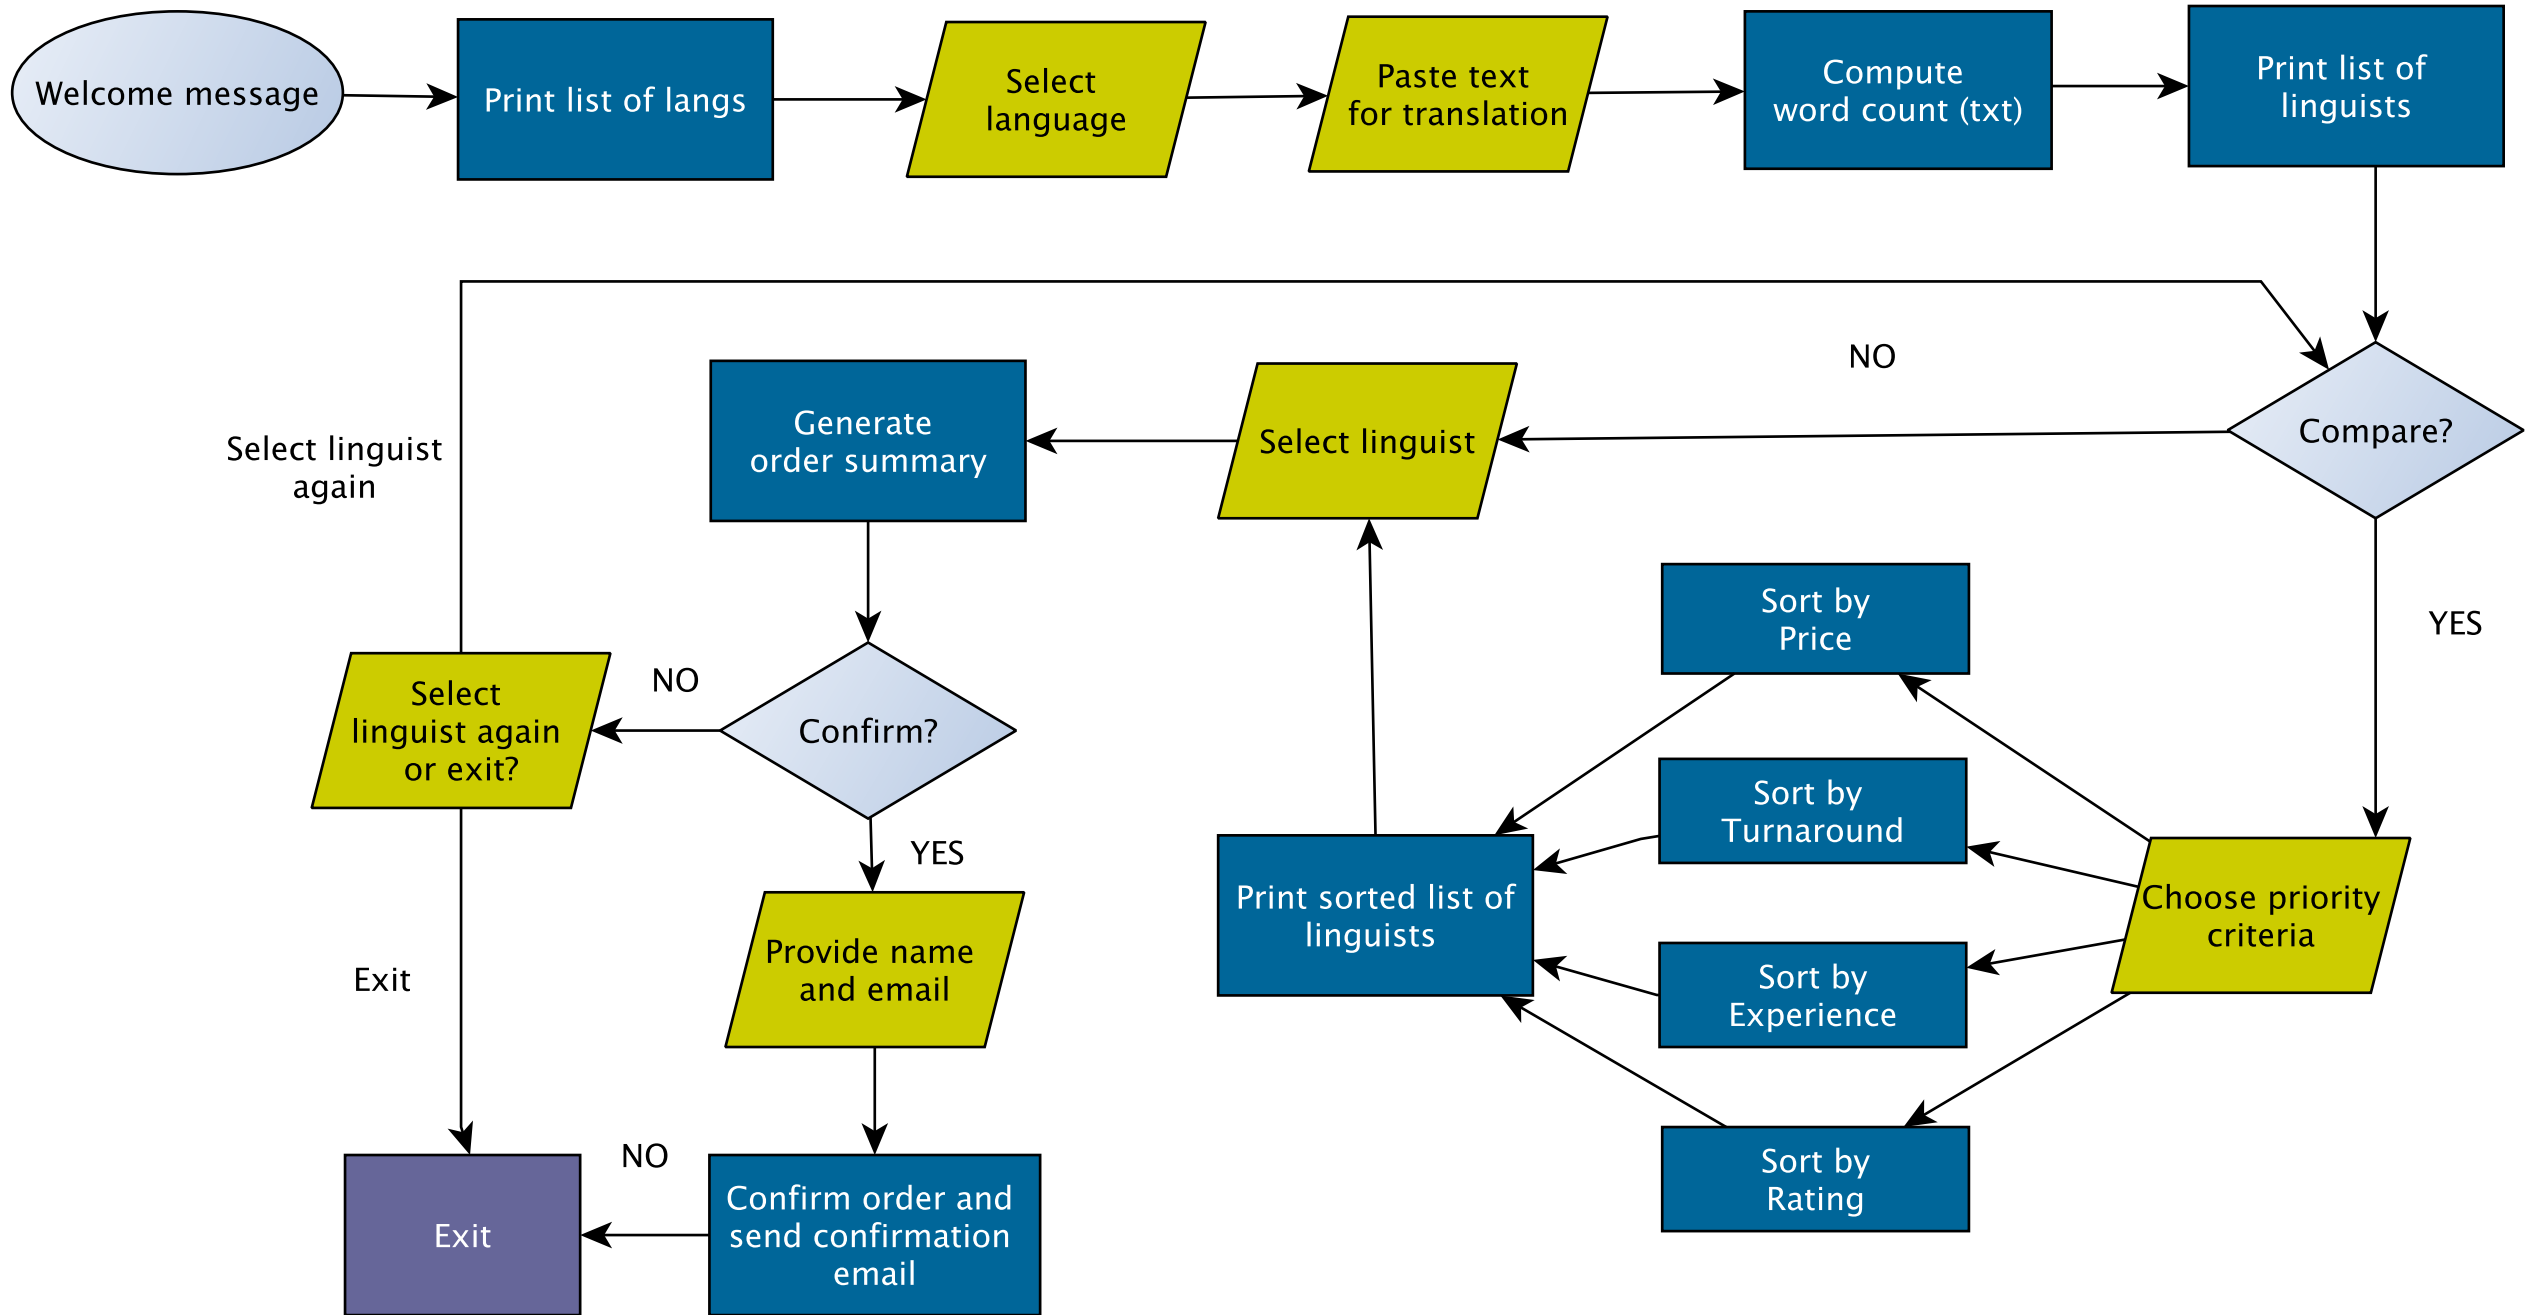 Welcome message
Print list of langs
Select
language
Paste text
for translation
Compute
word count (txt)
Print list of
linguists
Compare?
NO
YES
Select linguist
Generate
order summary
Select linguist
again
Select
linguist again
or exit?
NO
Confirm?
YES
Provide name
and email
Exit
Exit
NO
Confirm order and
send confirmation
email
Print sorted list of
linguists
Sort by
Price
Sort by
Turnaround
Sort by
Experience
Sort by
Rating
Choose priority
criteria